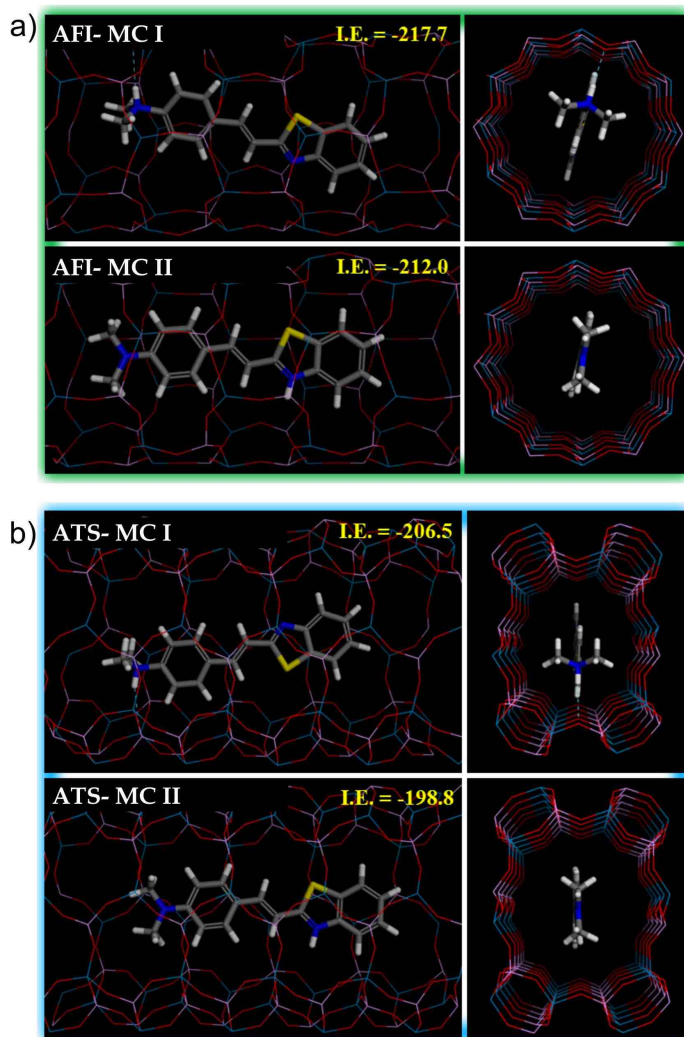 a)
AFI- MC I
I.E. = -217.7
AFI- MC II
I.E. = -212.0
b)
ATS- MC I
I.E. = -206.5
ATS- MC II
I.E. = -198.8